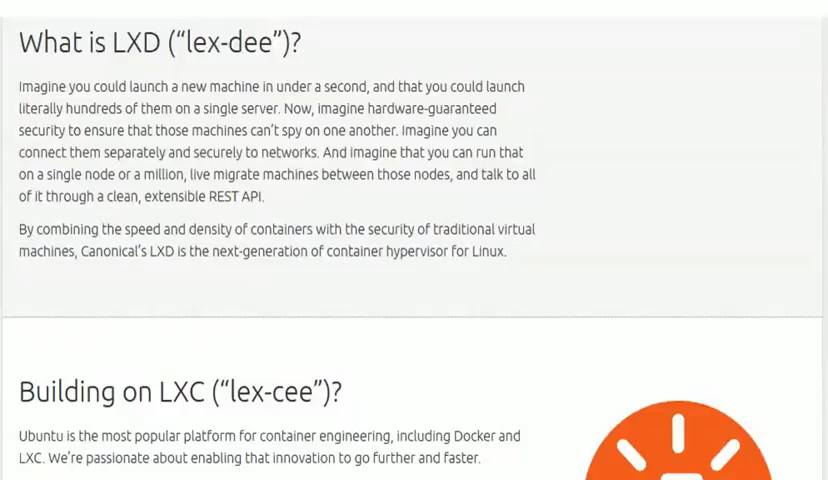 What is LXD (“lex-dee”)?
Imagine you could launch a new machine in under a second, and that you could launch
literally hundreds of them on a single server. Now, imagine hardware-guaranteed
security to ensure that those machines can’t spy on one another. Imagine you can
connect them separately and securely to networks. And imagine that you can run that
on a single node or a million, live migrate machines between those nodes, and talk to all
of it through a clean, extensible REST API.
By combining the speed and density of containers with the security of traditional virtual
machines, Canonical’s LXD is the next-generation of container hypervisor for Linux.
Building on LXC (“lex-cee”)?
Ubuntu is the most popular platform for container engineering, including Docker and
LXC. We’re passionate about enabling that innovation to go further and faster.